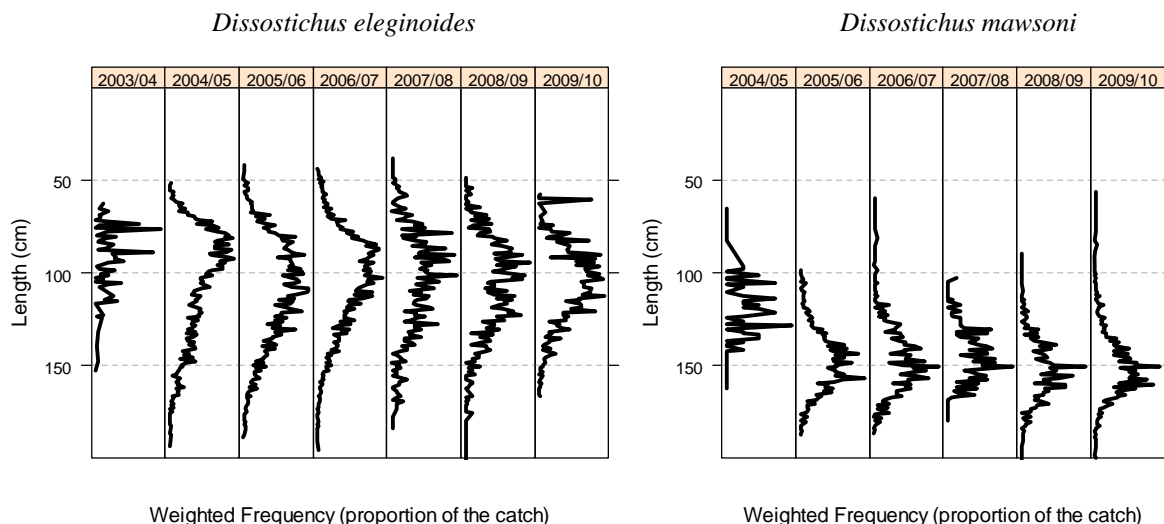 Dissostichus eleginoides
2003/04 2004/05 2005/06 2006/07 2007/08 2008/09 2009/10
50
100
150
Length (cm)
Weighted Frequency (proportion of the catch)
Dissostichus mawsoni
2004/05 2005/06 2006/07 2007/08 2008/09 2009/10
50
100
150
Length (cm)
Weighted Frequency (proportion of the catch)